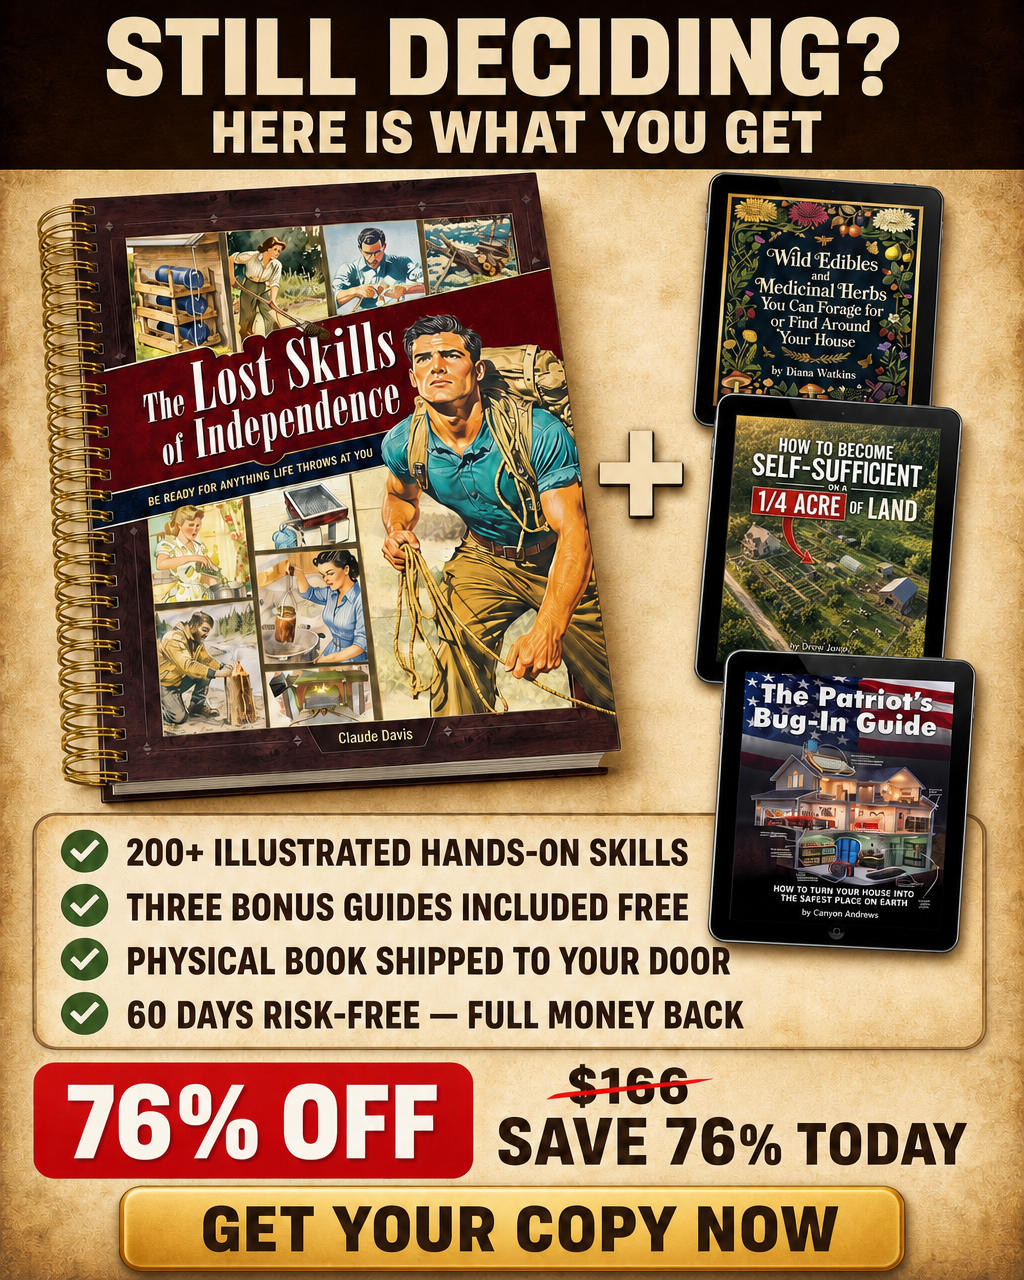 STILL DECIDING?
HERE IS WHAT YOU GET
The Lost Skills
of Independence
BE READY FOR ANYTHING LIFE THROWS AT YOU
Claude Davis
+
Wild Edibles
and
Medicinal Herbs
You Can Forage for
or Find Around
Your House
by Diana Watkins
HOW TO BECOME
SELF-SUFFICIENT
ON A
1/4 ACRE OF LAND
by Drew
The Patriot's
Bug-In Guide
HOW TO TURN YOUR HOUSE INTO
THE SAFEST PLACE ON EARTH
by Canyon Andrews
200+ ILLUSTRATED HANDS-ON SKILLS
THREE BONUS GUIDES INCLUDED FREE
PHYSICAL BOOK SHIPPED TO YOUR DOOR
60 DAYS RISK-FREE — FULL MONEY BACK
76% OFF
$166
SAVE 76% TODAY
GET YOUR COPY NOW